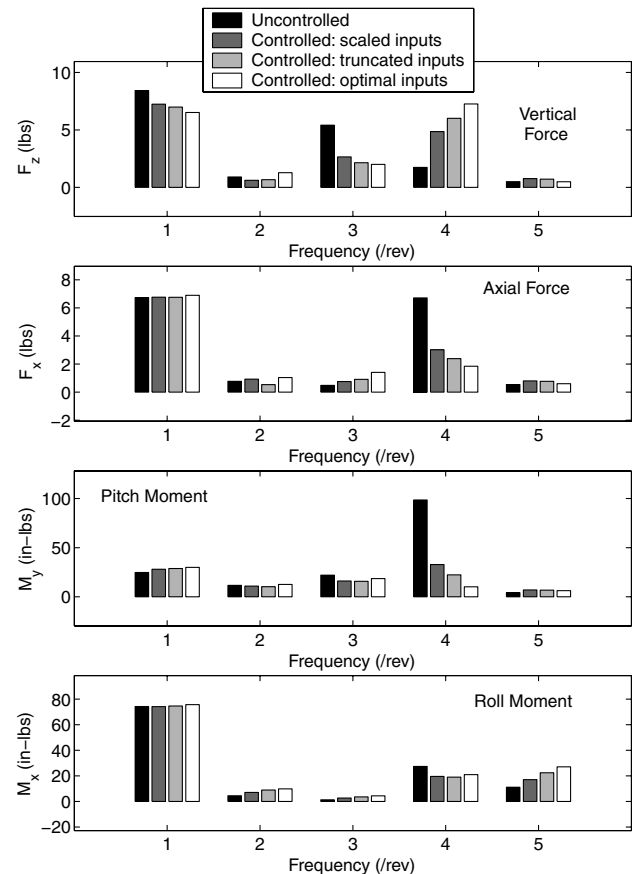 Uncontrolled
Controlled: scaled inputs
Controlled: truncated inputs
Controlled: optimal inputs
10
5
0
F_z (lbs)
Vertical
Force
1 2 3 4 5
Frequency (/rev)
8
6
4
2
0
−2
F_x (lbs)
Axial Force
1 2 3 4 5
Frequency (/rev)
100
50
0
M_y (in−lbs)
Pitch Moment
1 2 3 4 5
Frequency (/rev)
80
60
40
20
0
−20
M_x (in−lbs)
Roll Moment
1 2 3 4 5
Frequency (/rev)